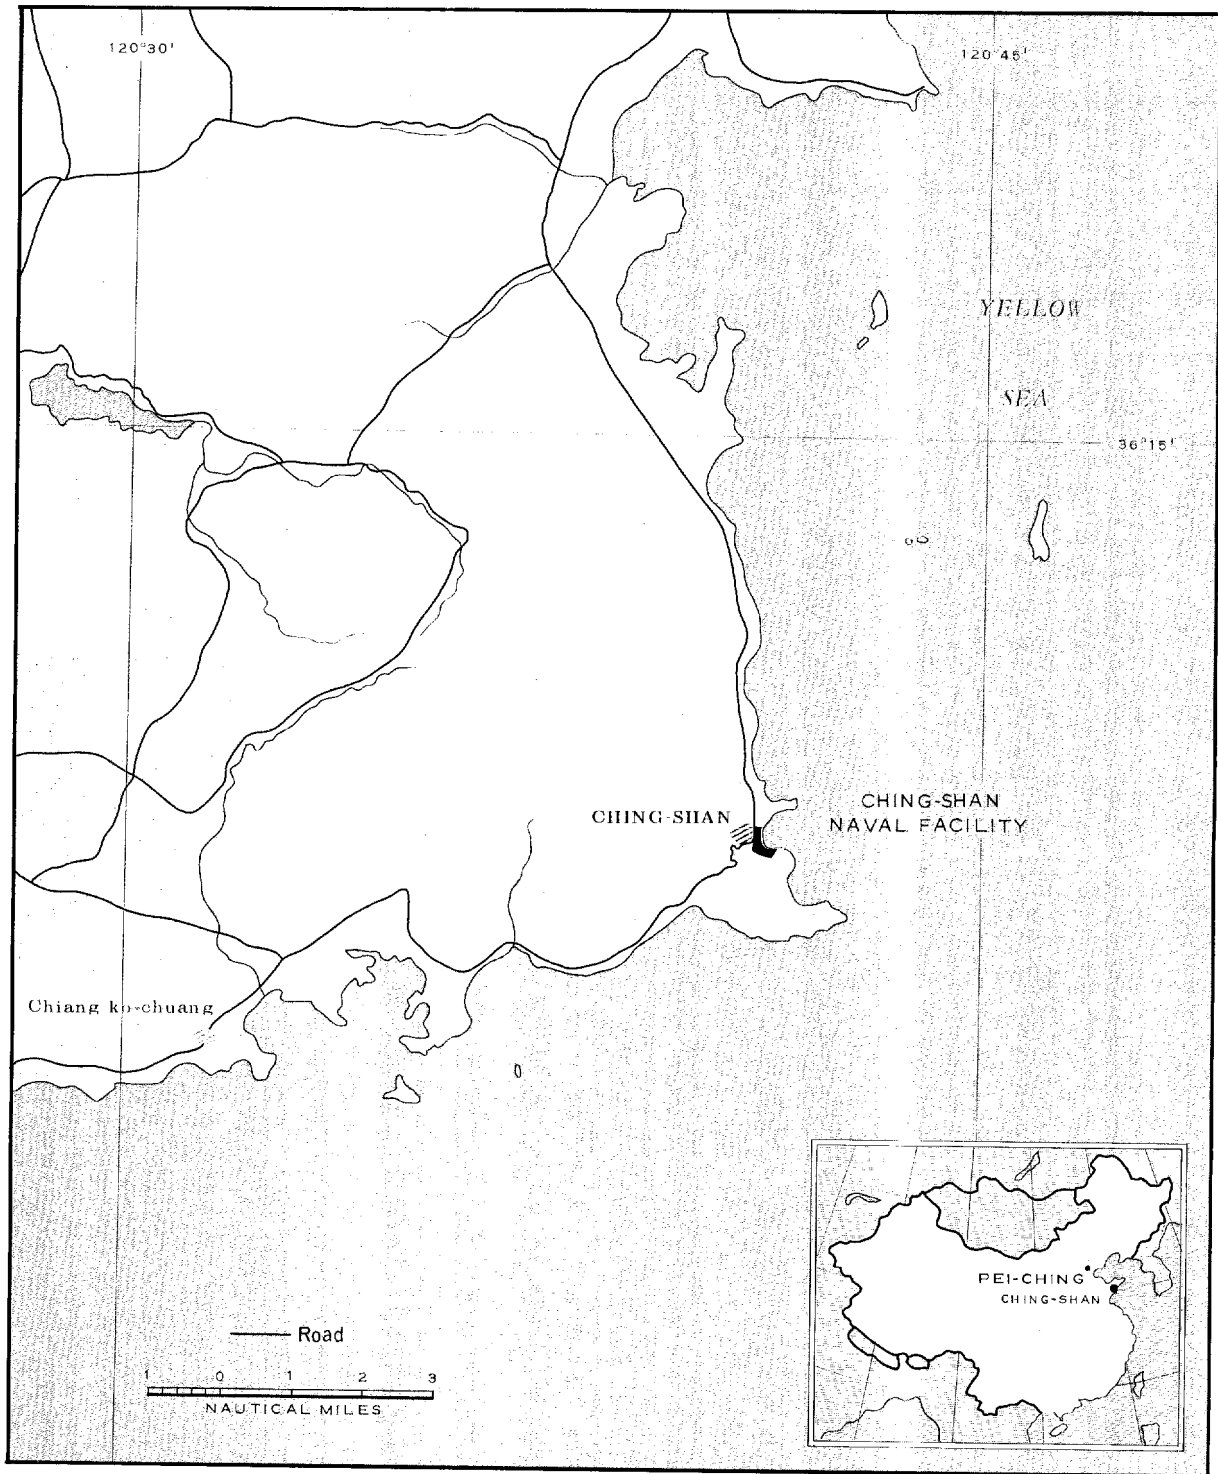 120°30'
120°45'
YELLOW
SEA
36°15'
CHING-SHAN
CHING-SHAN
NAVAL FACILITY
Chiang ko-chuang
PEI-CHING
CHING-SHAN
Road
1 0 1 2 3
NAUTICAL MILES